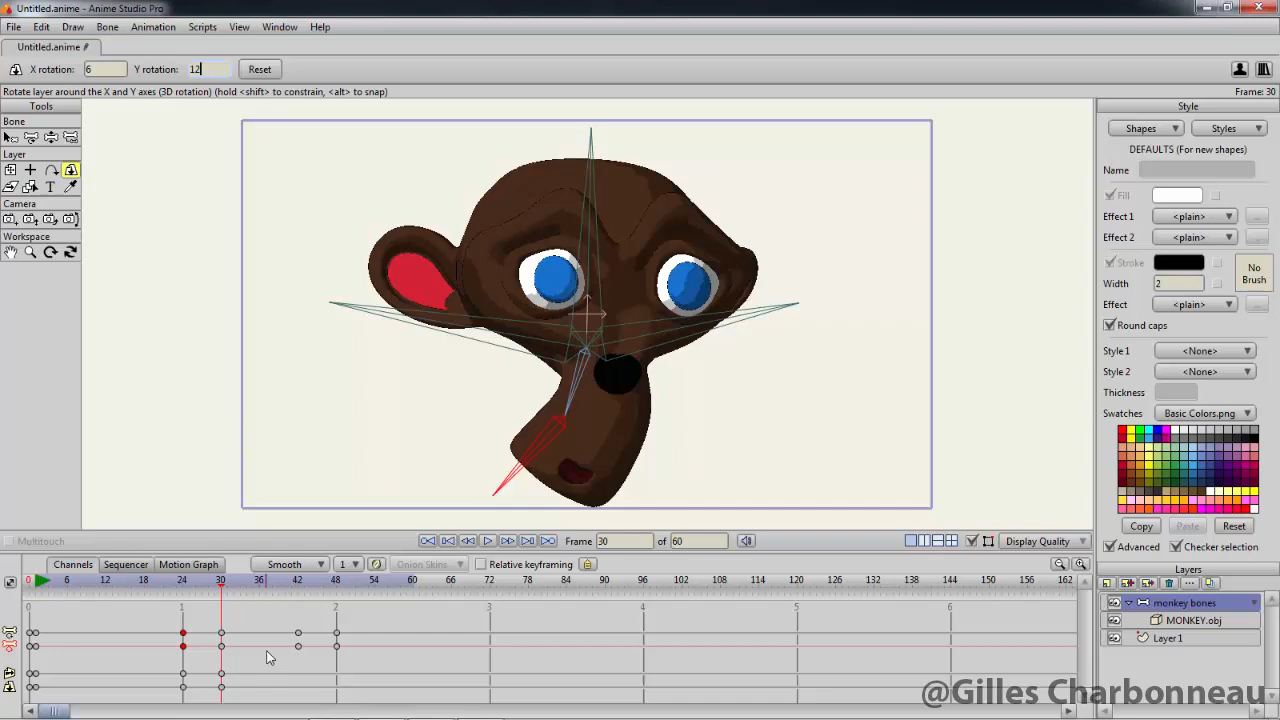 Untitled.anime - Anime Studio Pro
File Edit Draw Bone Animation Scripts View Window Help
Untitled.anime #
X rotation: 6 Y rotation: 12 Reset
Rotate layer around the X and Y axes (3D rotation) (hold <shift> to constrain, <alt> to snap) Frame: 30
Tools
Bone
Layer
Camera
Workspace
Style
Shapes Styles
DEFAULTS (For new shapes)
Name
Fill
Effect 1 <plain> ...
Effect 2 <plain> ...
Stroke
Width 2
No Brush
Effect <plain> ...
Round caps
Style 1 <None>
Style 2 <None>
Thickness
Swatches Basic Colors.png
Copy Paste Reset
Advanced Checker selection
Layers
monkey bones
MONKEY.obj
Layer1
Multitouch
Frame 30 of 60 Display Quality
Channels Sequencer Motion Graph Smooth 1 Onion Skins Relative keyframing
0 6 12 18 24 30 36 42 48 54 60 66 72 78 84 90 96 102 108 114 120 126 132 138 144 150 156 162
0 1 2 3 4 5 6
@Gilles Charbonneau